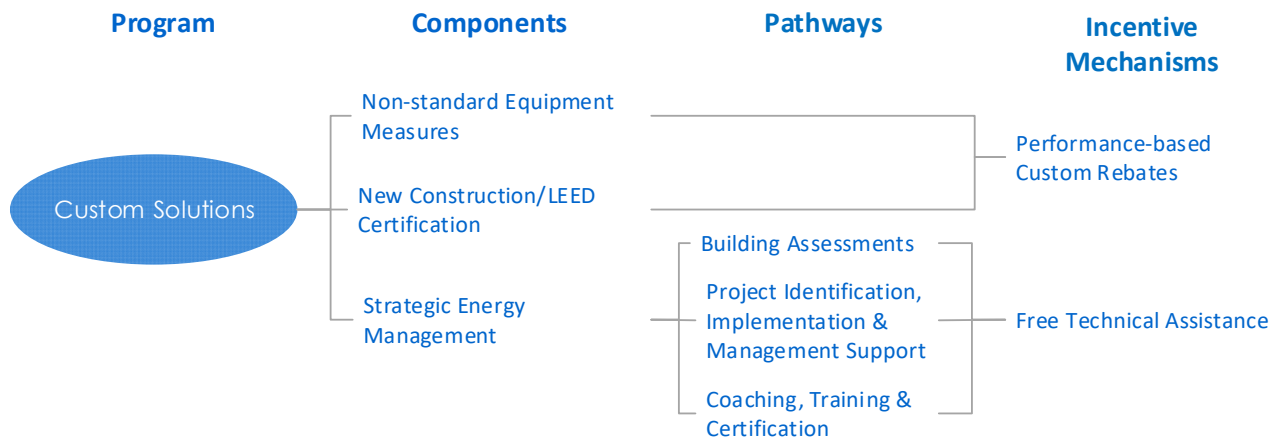 Program
Components
Pathways
Incentive
Mechanisms
Custom Solutions
Non-standard Equipment
Measures
New Construction/LEED
Certification
Strategic Energy
Management
Building Assessments
Project Identification,
Implementation &
Management Support
Coaching, Training &
Certification
Performance-based
Custom Rebates
Free Technical Assistance